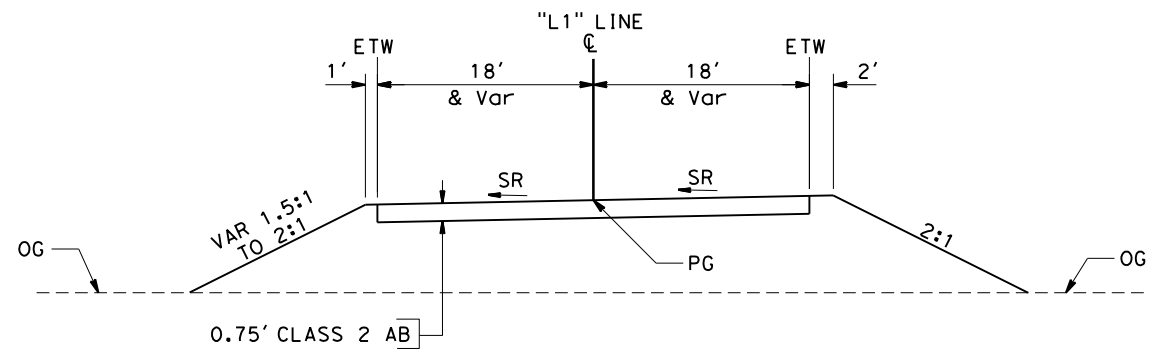 "L1" LINE
℄
ETW
ETW
1'
18'
& Var
18'
& Var
2'
SR
SR
VAR 1.5:1
TO 2:1
2:1
OG
OG
PG
0.75' CLASS 2 AB